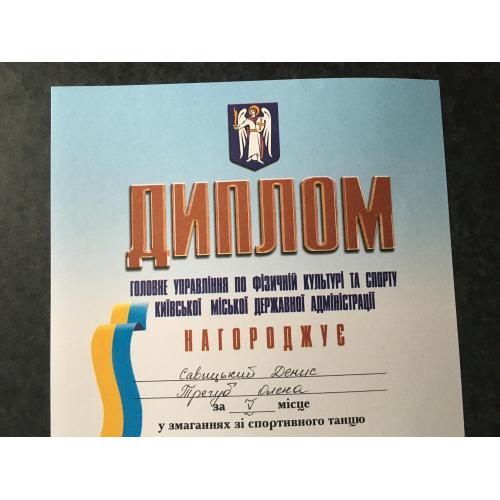 ДИПЛОМ
ГОЛОВНЕ УПРАВЛІННЯ ПО ФІЗИЧНІЙ КУЛЬТУРІ ТА СПОРТУ
КИЇВСЬКОЇ МІСЬКОЇ ДЕРЖАВНОЇ АДМІНІСТРАЦІЇ
НАГОРОДЖУЄ
Савицький Денис
Трегуб Олена
за V місце
у змаганнях зі спортивного танцю